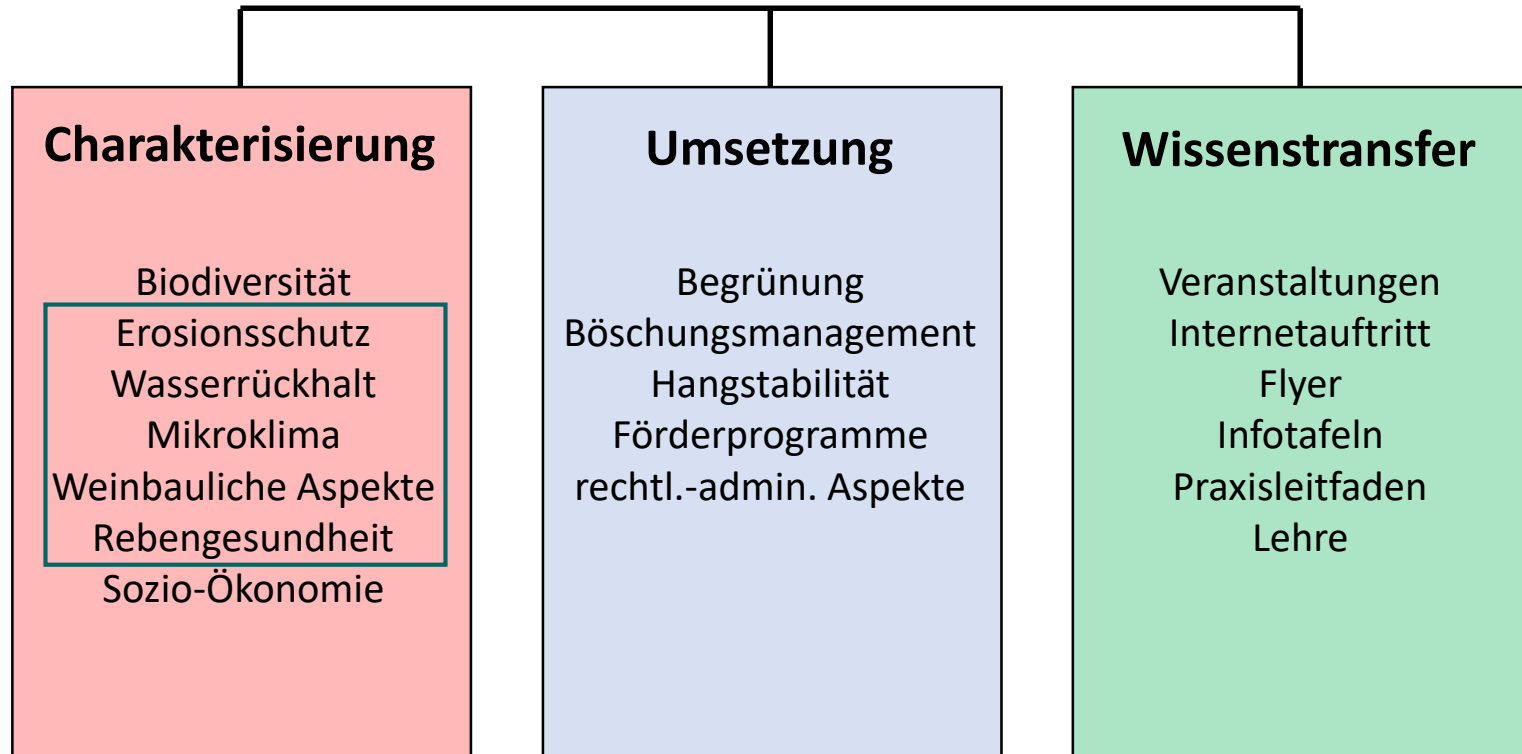 Charakterisierung
Biodiversität
Erosionsschutz
Wasserrückhalt
Mikroklima
Weinbauliche Aspekte
Rebengesundheit
Sozio-Ökonomie
Umsetzung
Begrünung
Böschungsmanagement
Hangstabilität
Förderprogramme
rechtl.-admin. Aspekte
Wissenstransfer
Veranstaltungen
Internetauftritt
Flyer
Infotafeln
Praxisleitfaden
Lehre